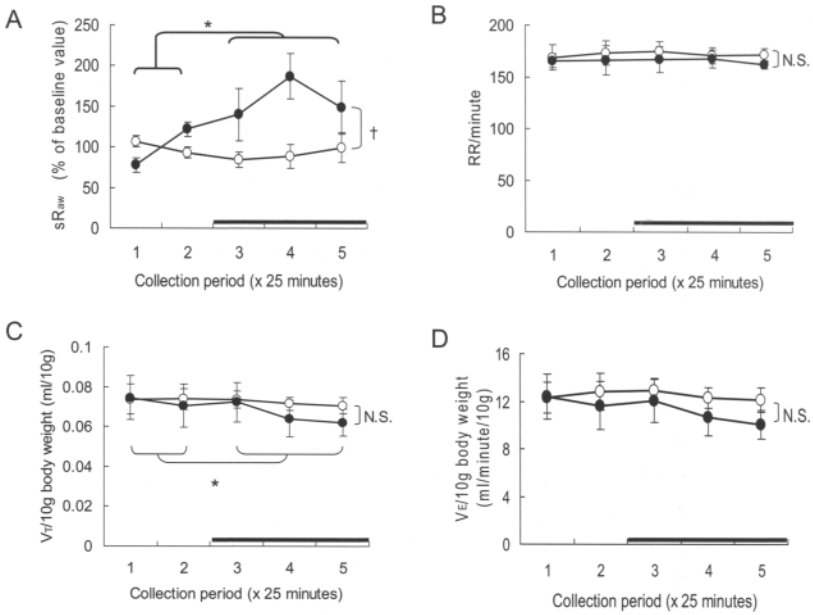 A
*
sRaw (% of baseline value)
250
200
150
100
50
0
†
1 2 3 4 5
Collection period (x 25 minutes)
B
RR/minute
200
150
100
50
0
N.S.
1 2 3 4 5
Collection period (x 25 minutes)
C
VT/10g body weight (ml/10g)
0.1
0.08
0.06
0.04
0.02
0
N.S.
*
1 2 3 4 5
Collection period (x 25 minutes)
D
VE/10g body weight
(ml/minute/10g)
16
12
8
4
0
N.S.
1 2 3 4 5
Collection period (x 25 minutes)